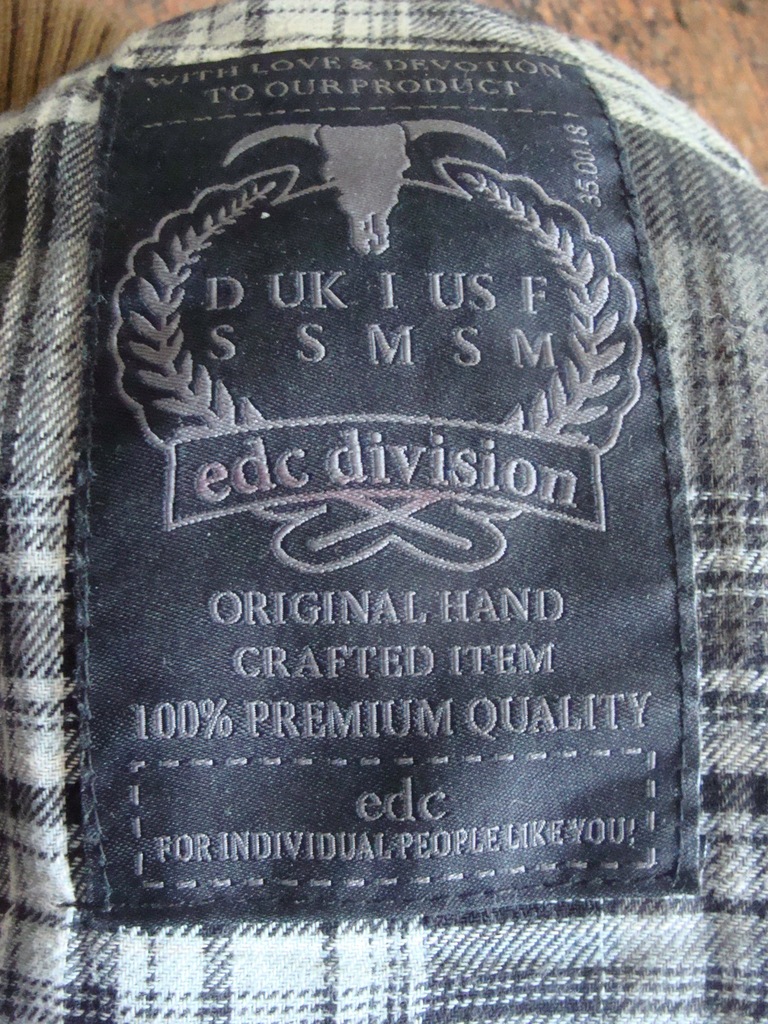 WITH LOVE & DEVOTION
TO OUR PRODUCT
35.00.18
D UK I US F
S S M S M
edc division
ORIGINAL HAND
CRAFTED ITEM
100% PREMIUM QUALITY
edc
FOR INDIVIDUAL PEOPLE LIKE YOU!